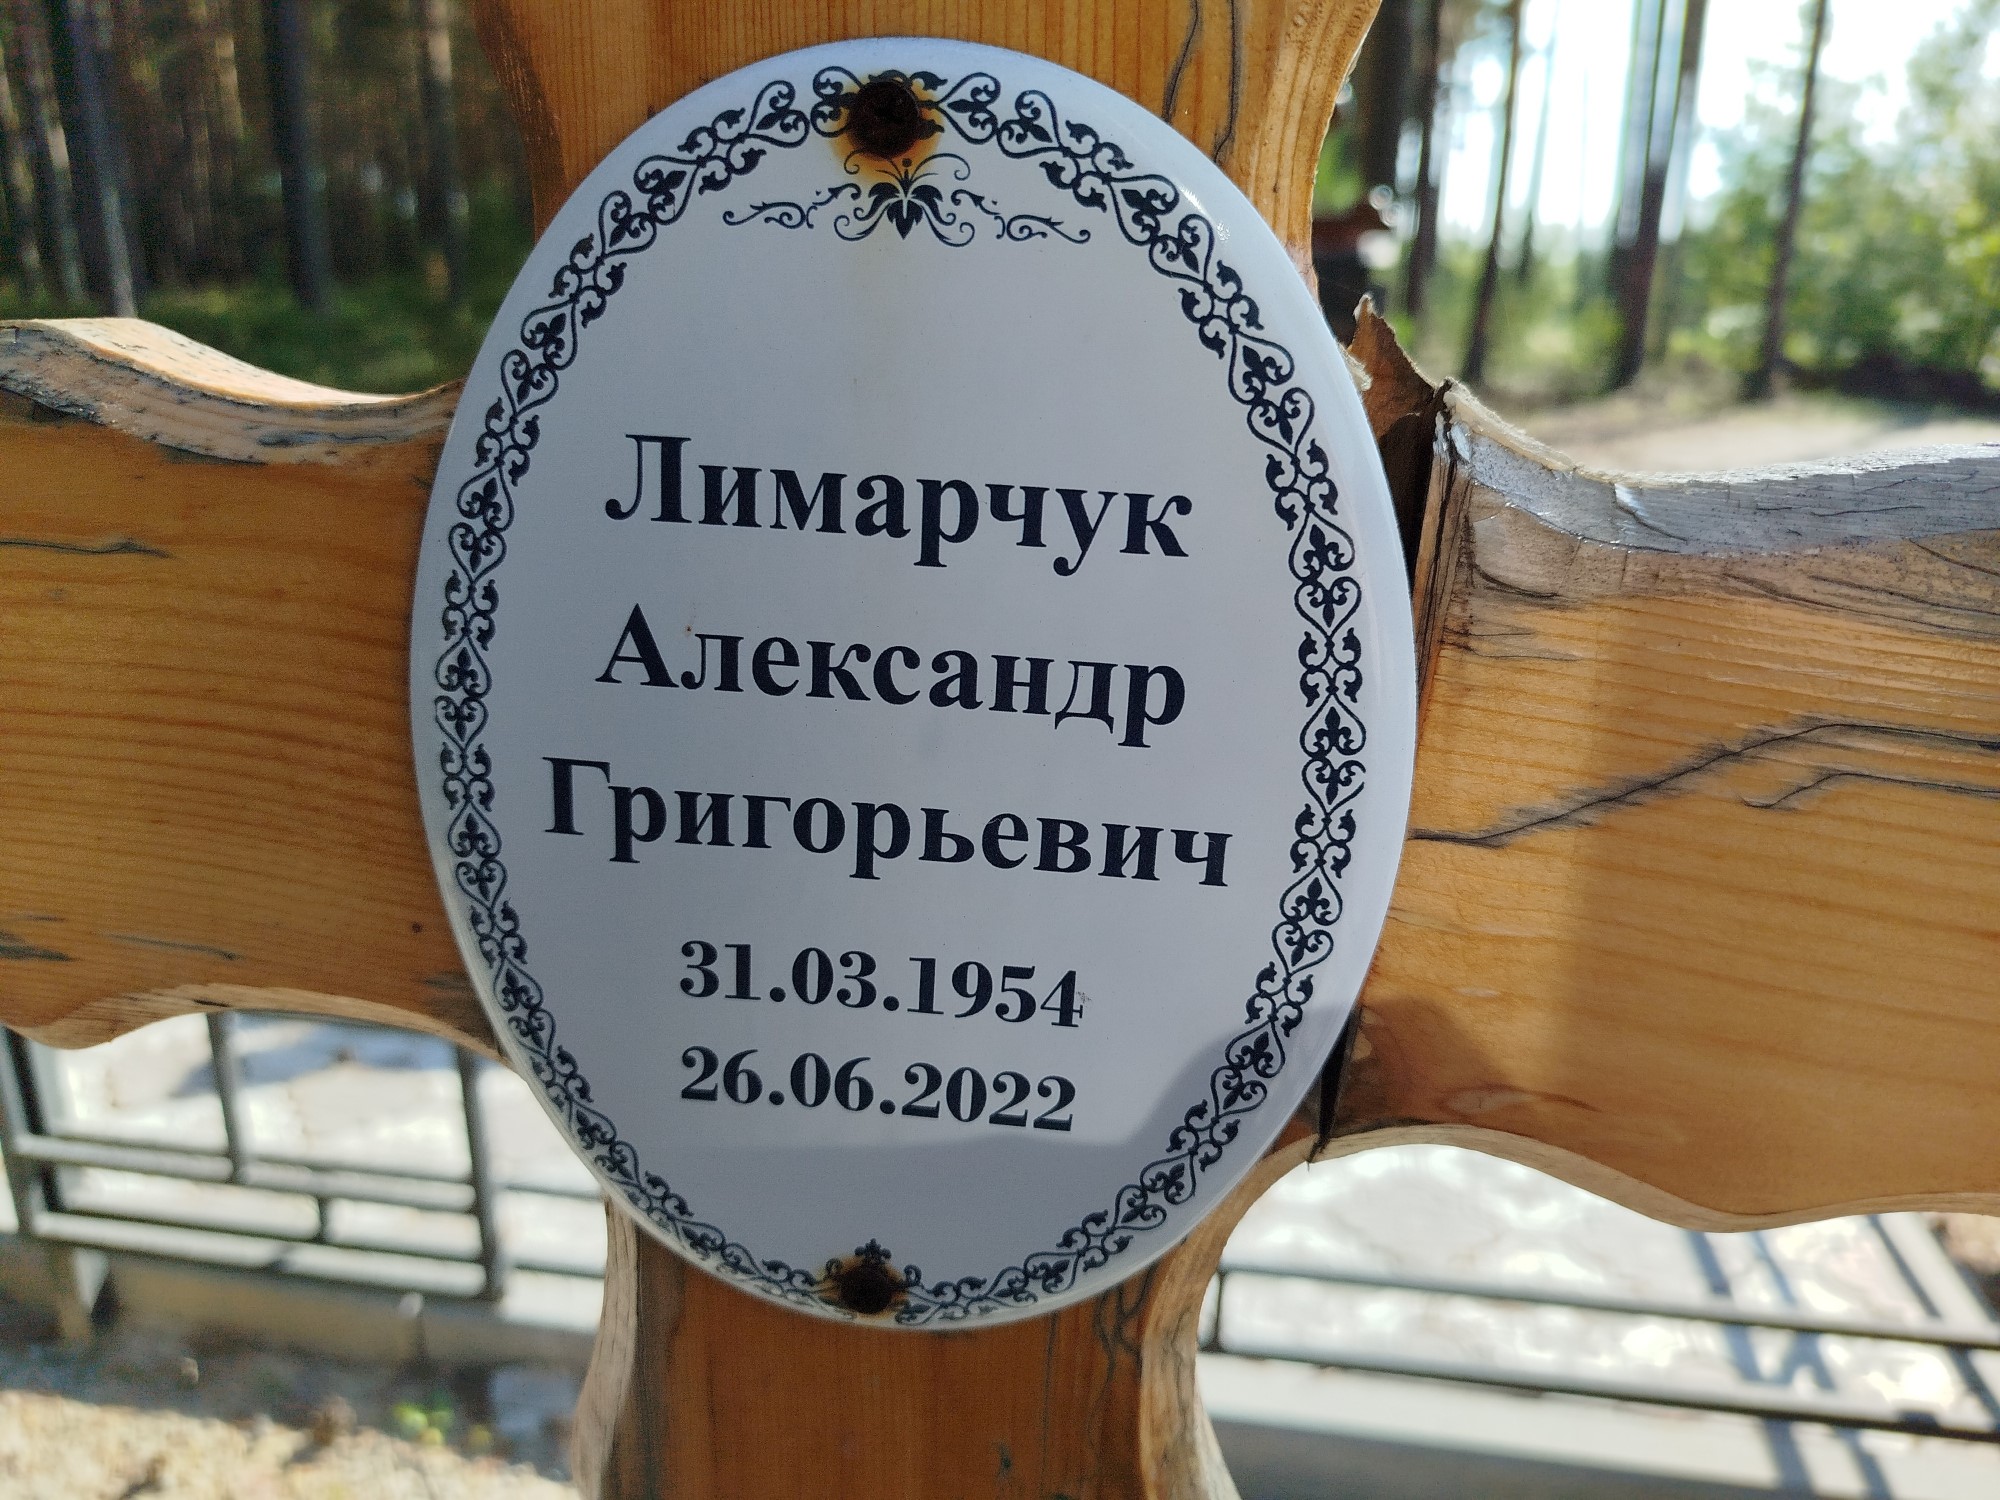 Лимарчук
Александр
Григорьевич
31.03.1954
26.06.2022